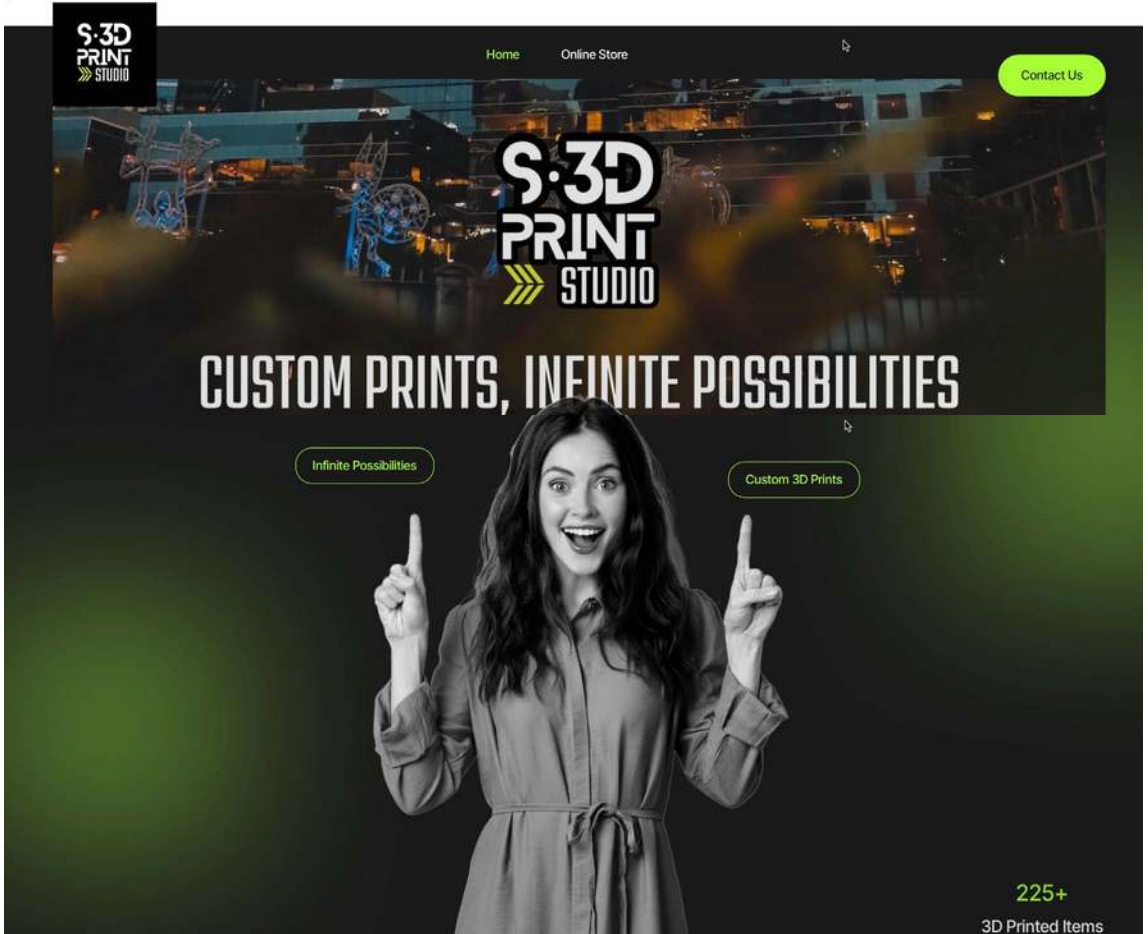 S·3D
PRINT
STUDIO
Home
Online Store
Contact Us
S·3D
PRINT
STUDIO
CUSTOM PRINTS, INFINITE POSSIBILITIES
Infinite Possibilities
Custom 3D Prints
225+
3D Printed Items